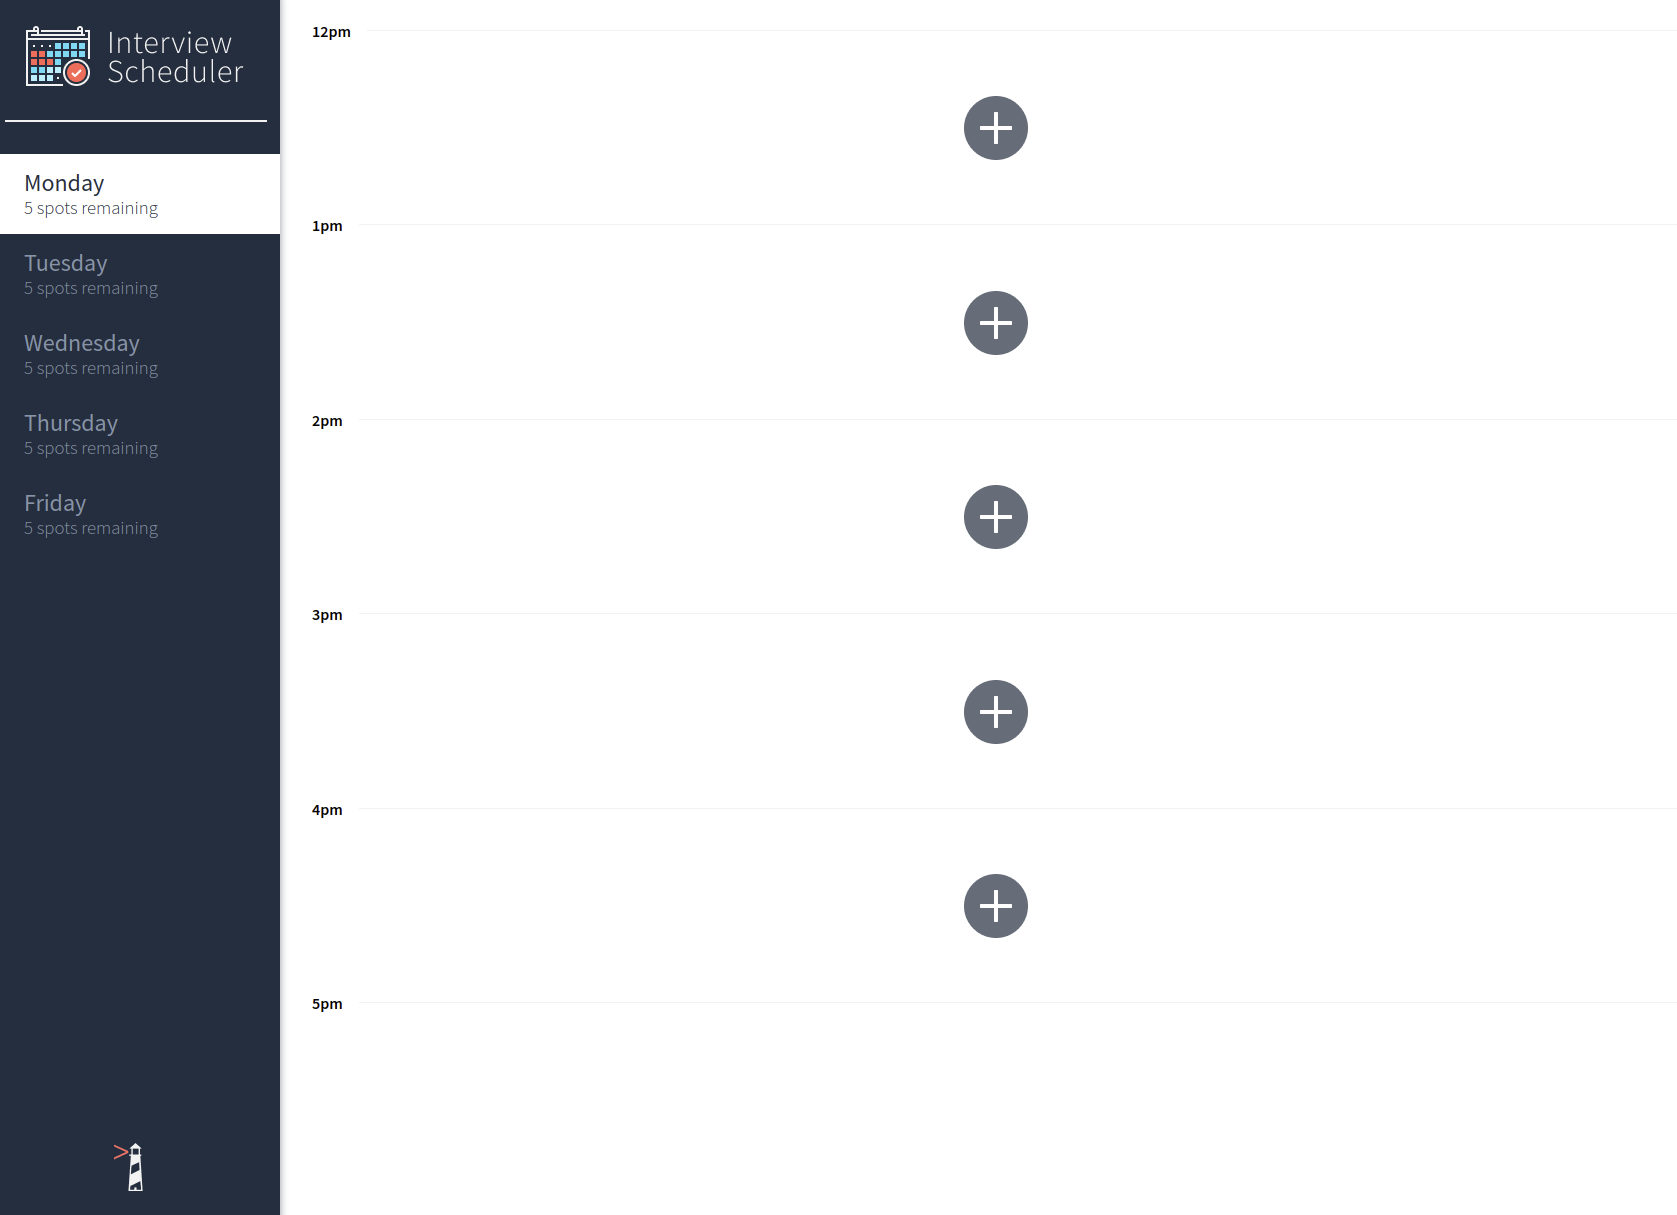 Interview
Scheduler
Monday
5 spots remaining
Tuesday
5 spots remaining
Wednesday
5 spots remaining
Thursday
5 spots remaining
Friday
5 spots remaining
12pm
1pm
2pm
3pm
4pm
5pm